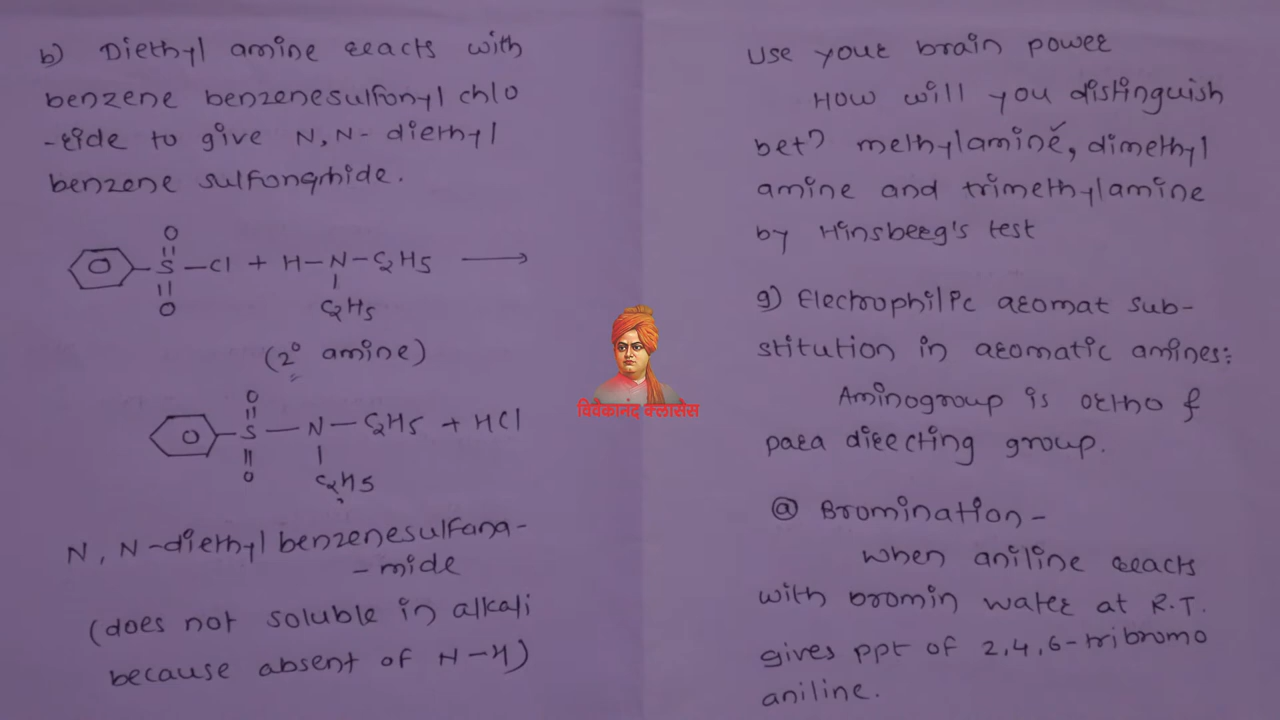 b) Diethyl amine reacts with
benzene benzenesulfonyl chlo
-ride to give N,N- diethyl
benzene sulfonamide.
O
S –Cl + H–N–C2H5 ⟶
O
C2H5
(2° amine)
O
S – N – C2H5 + HCl
O
C2H5
N, N-diethyl benzenesulfona-
-mide
(does not soluble in alkali
because absent of N-H)
Use your brain power
How will you distinguish
betn methylamine, dimethyl
amine and trimethylamine
by Hinsberg's test
g) Electrophilic aromat sub-
stitution in aromatic amines:
Aminogroup is ortho &
para directing group.
ⓐ Bromination-
When aniline reacts
with bromin water at R.T.
gives ppt of 2,4,6-tribromo
aniline.
विवेकानंद क्लासेस